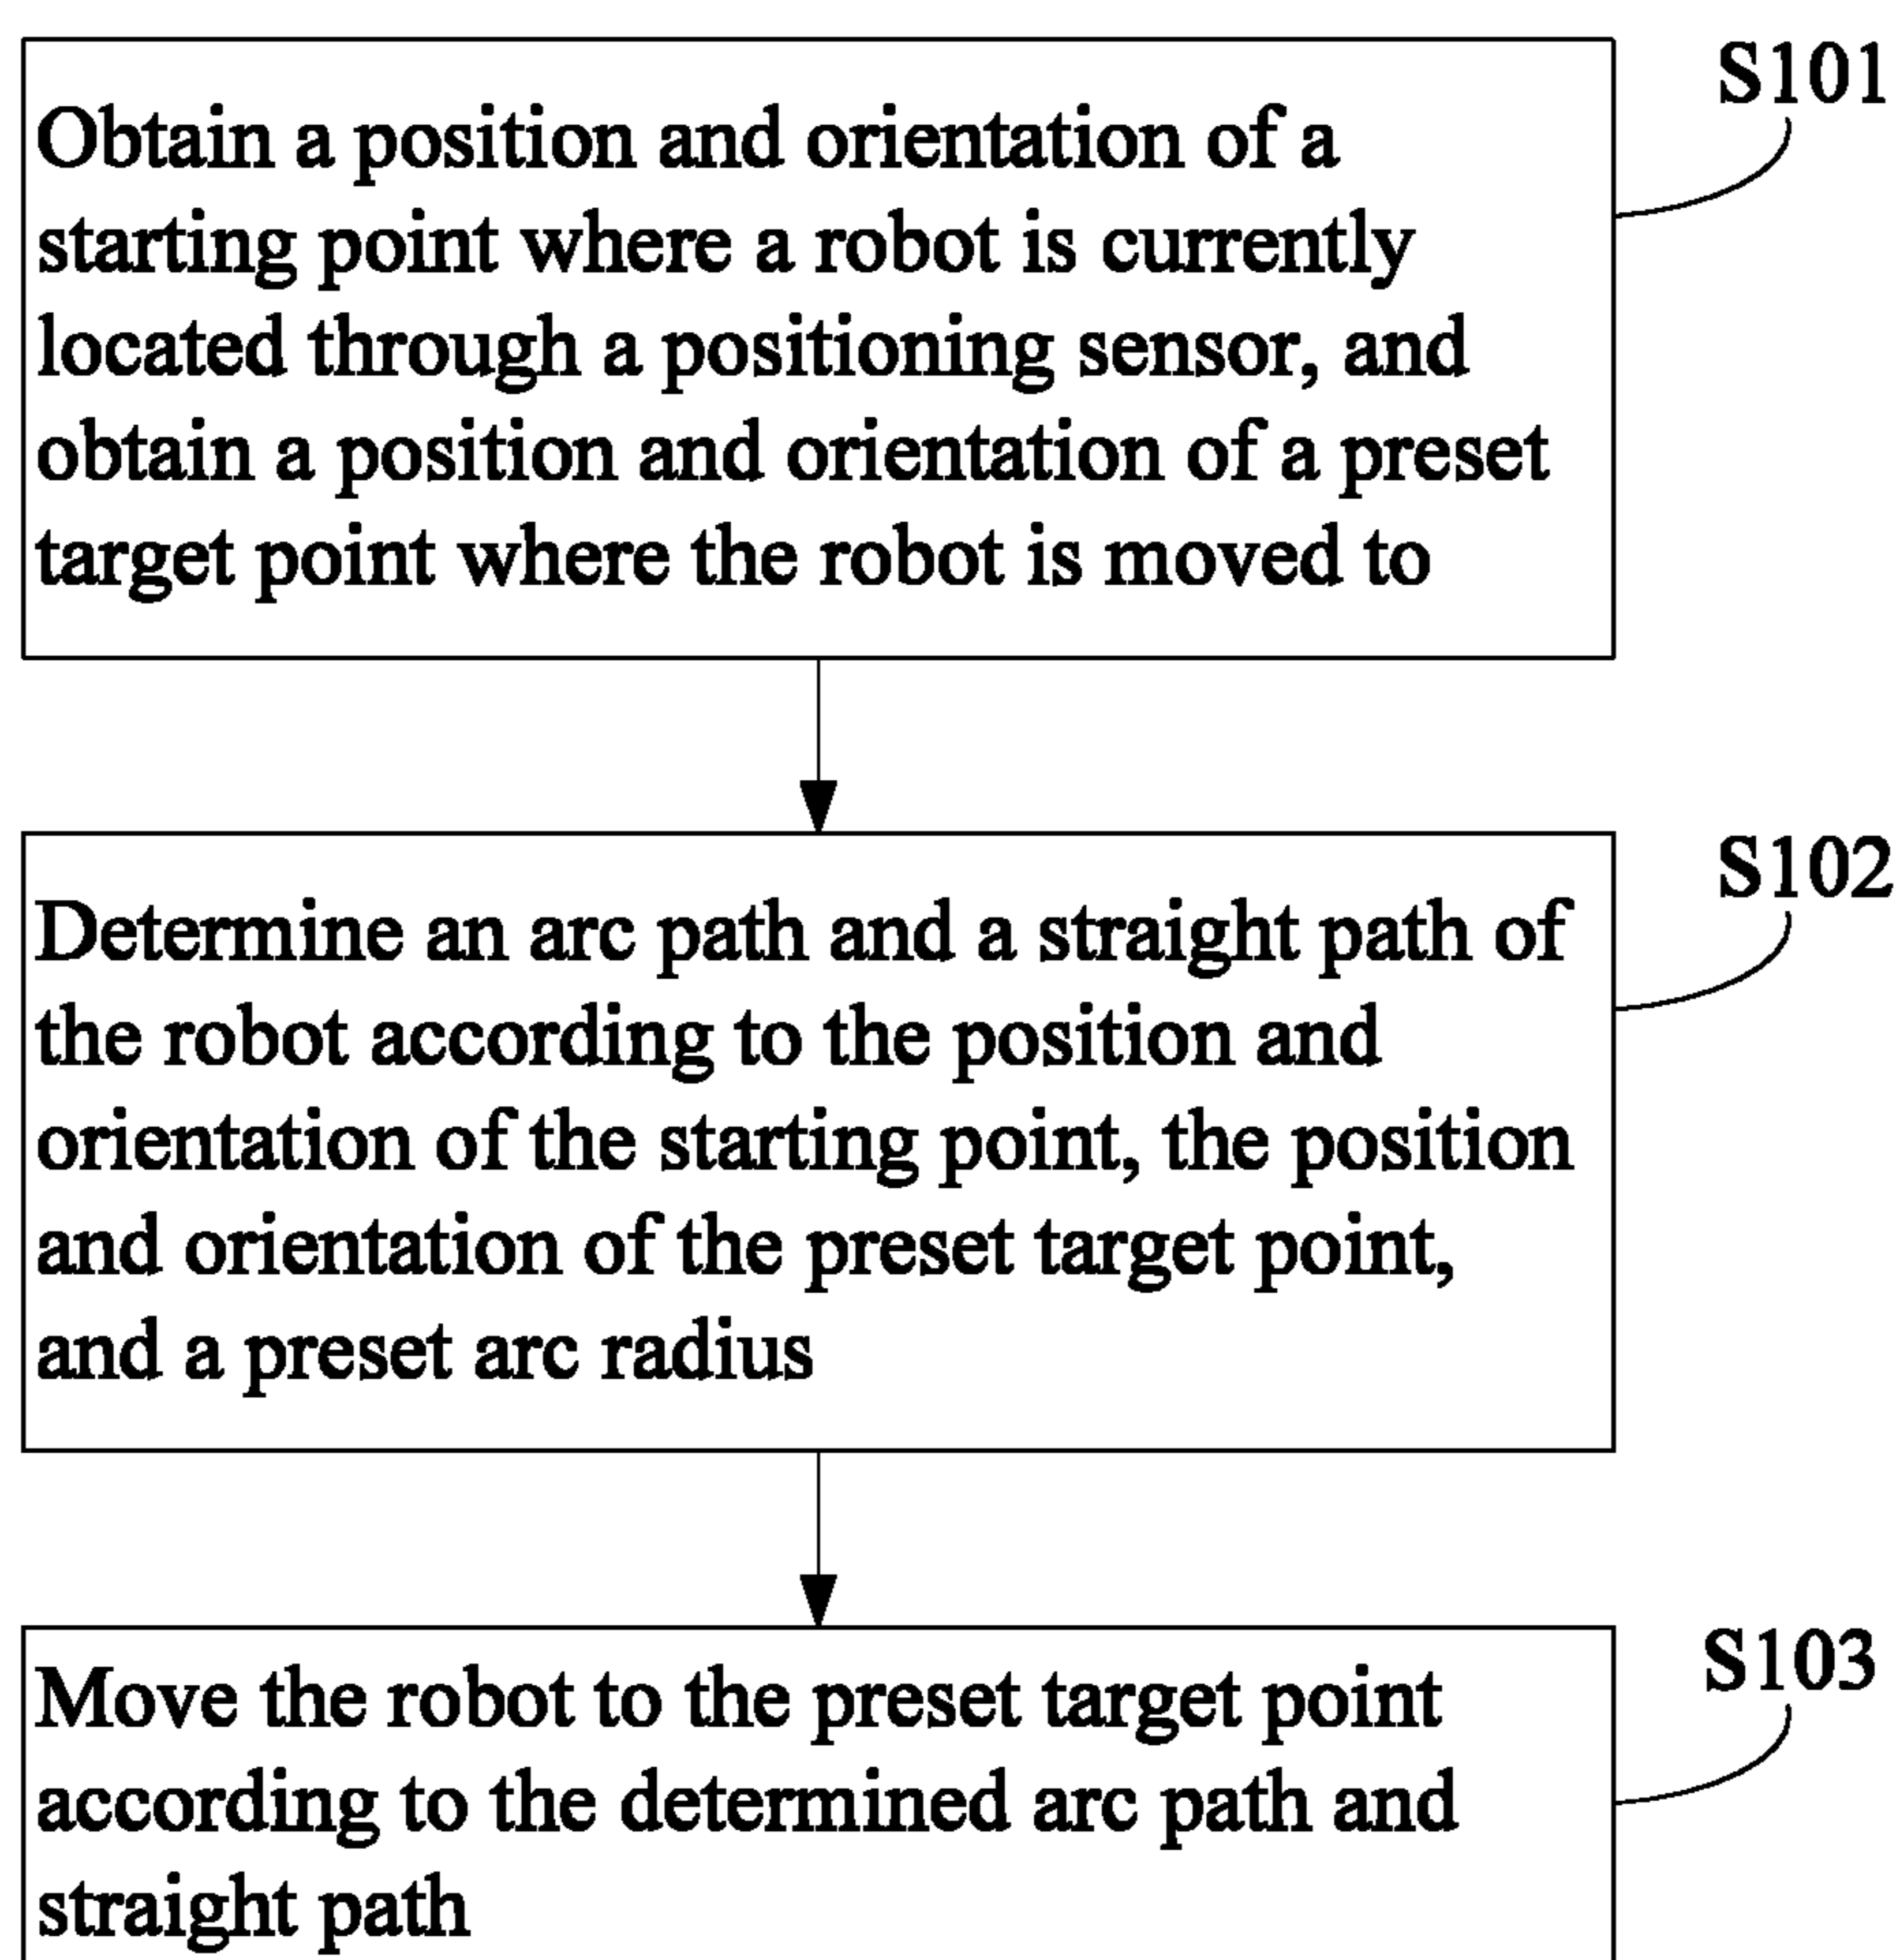 S101
Obtain a position and orientation of a
starting point where a robot is currently
located through a positioning sensor, and
obtain a position and orientation of a preset
target point where the robot is moved to
S102
Determine an arc path and a straight path of
the robot according to the position and
orientation of the starting point, the position
and orientation of the preset target point,
and a preset arc radius
S103
Move the robot to the preset target point
according to the determined arc path and
straight path